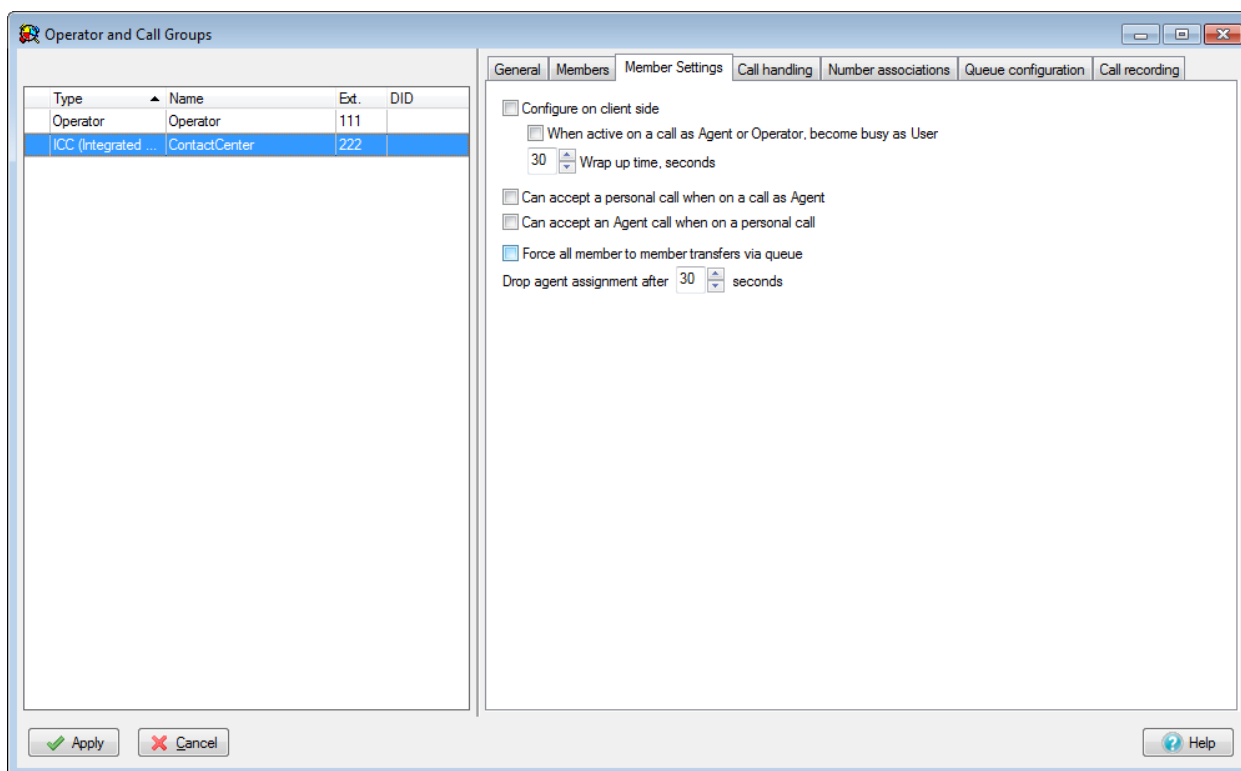 Operator and Call Groups
General Members Member Settings Call handling Number associations Queue configuration Call recording
Type Name Ext. DID
Operator Operator 111
ICC (Integrated ... ContactCenter 222
Configure on client side
When active on a call as Agent or Operator, become busy as User
30 Wrap up time, seconds
Can accept a personal call when on a call as Agent
Can accept an Agent call when on a personal call
Force all member to member transfers via queue
Drop agent assignment after 30 seconds
Apply Cancel Help